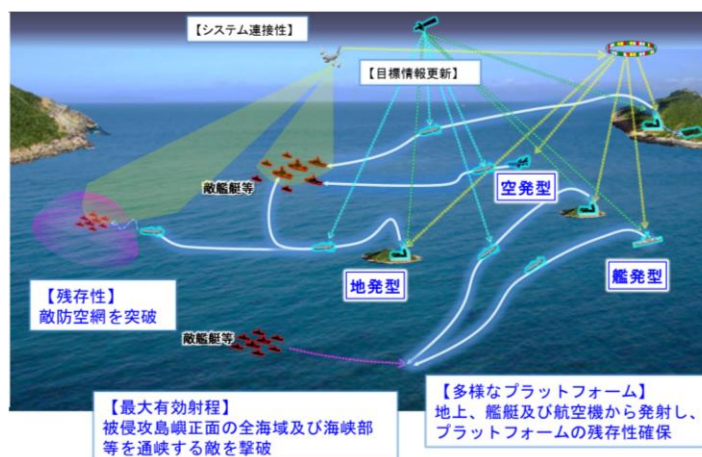 【システム連接性】
【目標情報更新】
敵艦艇等
空発型
地発型
艦発型
【残存性】
敵防空網を突破
敵艦艇等
【最大有効射程】
被侵攻島嶼正面の全海域及び海峡部
等を通峡する敵を撃破
【多様なプラットフォーム】
地上、艦艇及び航空機から発射し、
プラットフォームの残存性確保